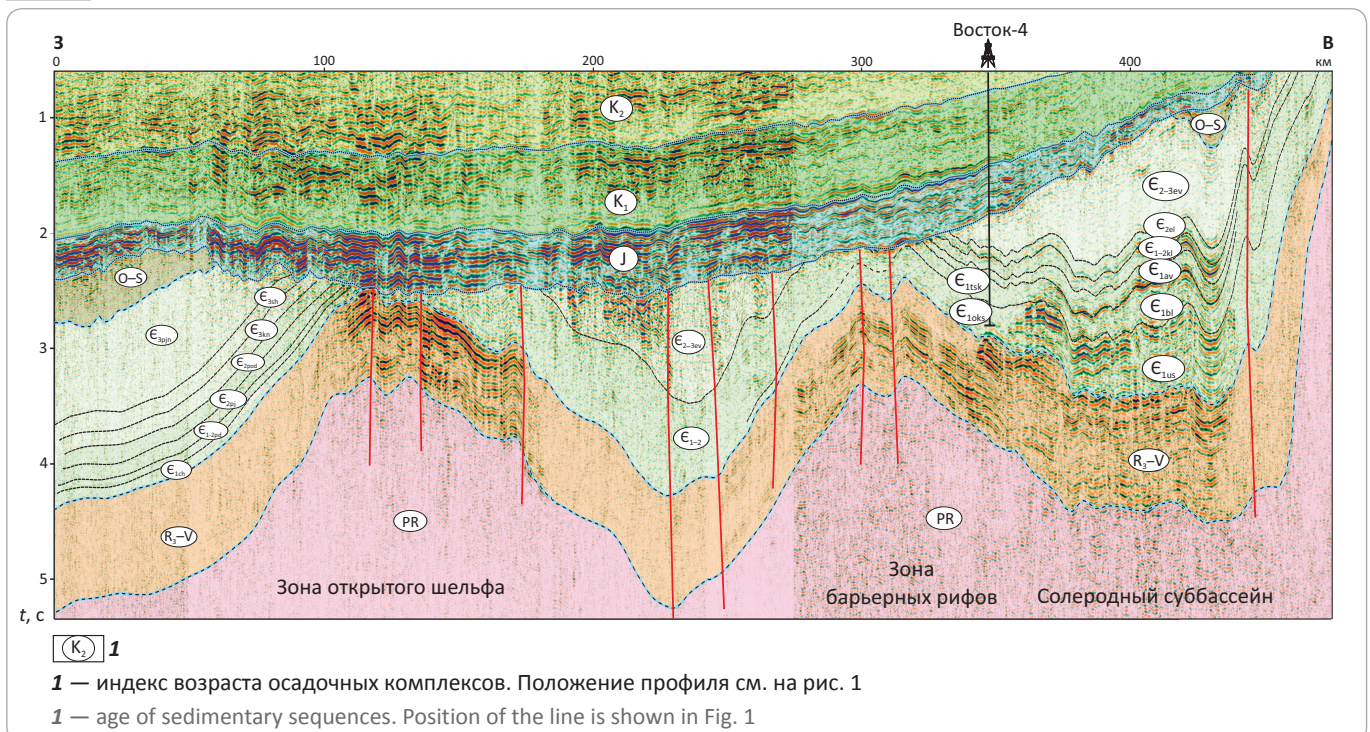 Восток-4
З В
0 100 200 300 400 км
1
2
3
4
5
t, с
K₂
K₁
J
O–S
O–S
Є₂₋₃ev
Є₂el
Є₁₋₂kl
Є₁av
Є₁tsk
Є₁bl
Є₁oks
Є₁us
Є₃sh
Є₃kn
Є₃pjn
Є₂pod
Є₂pj
Є₁₋₂pd
Є₁ch
Є₂₋₃ev
Є₁₋₂
R₃–V
R₃–V
PR
PR
Зона открытого шельфа
Зона
барьерных рифов
Солеродный суббассейн
K₂ 1
1 — индекс возраста осадочных комплексов. Положение профиля см. на рис. 1
1 — age of sedimentary sequences. Position of the line is shown in Fig. 1